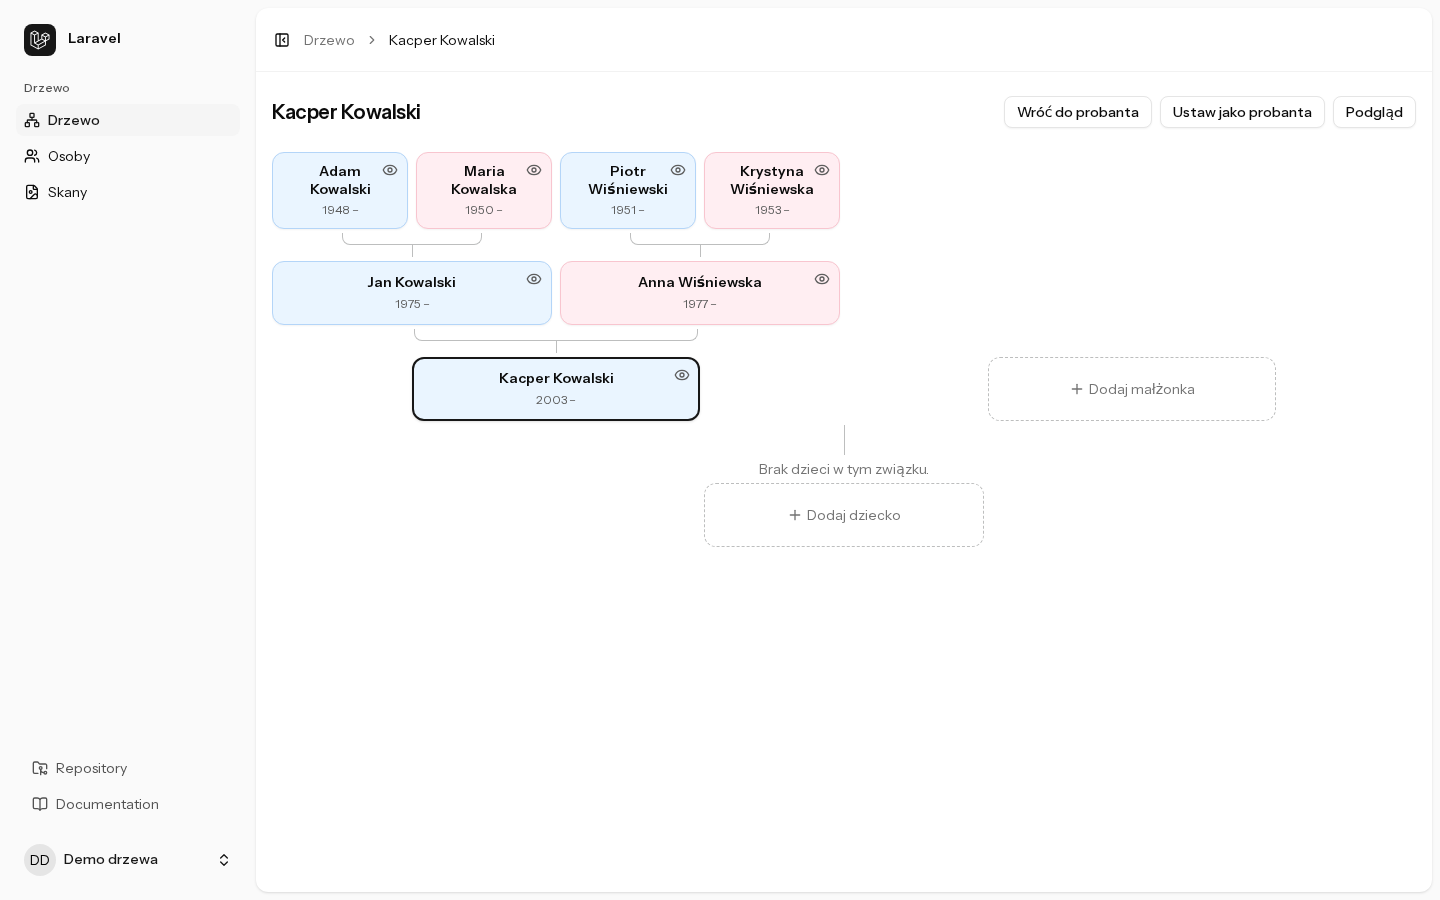 Laravel
Drzewo
Drzewo
Osoby
Skany
Repository
Documentation
DD
Demo drzewa
Drzewo
Kacper Kowalski
Kacper Kowalski
Wróć do probanta
Ustaw jako probanta
Podgląd
Adam
Kowalski
1948 –
Maria
Kowalska
1950 –
Piotr
Wiśniewski
1951 –
Krystyna
Wiśniewska
1953 –
Jan Kowalski
1975 –
Anna Wiśniewska
1977 –
Kacper Kowalski
2003 –
Dodaj małżonka
Brak dzieci w tym związku.
Dodaj dziecko